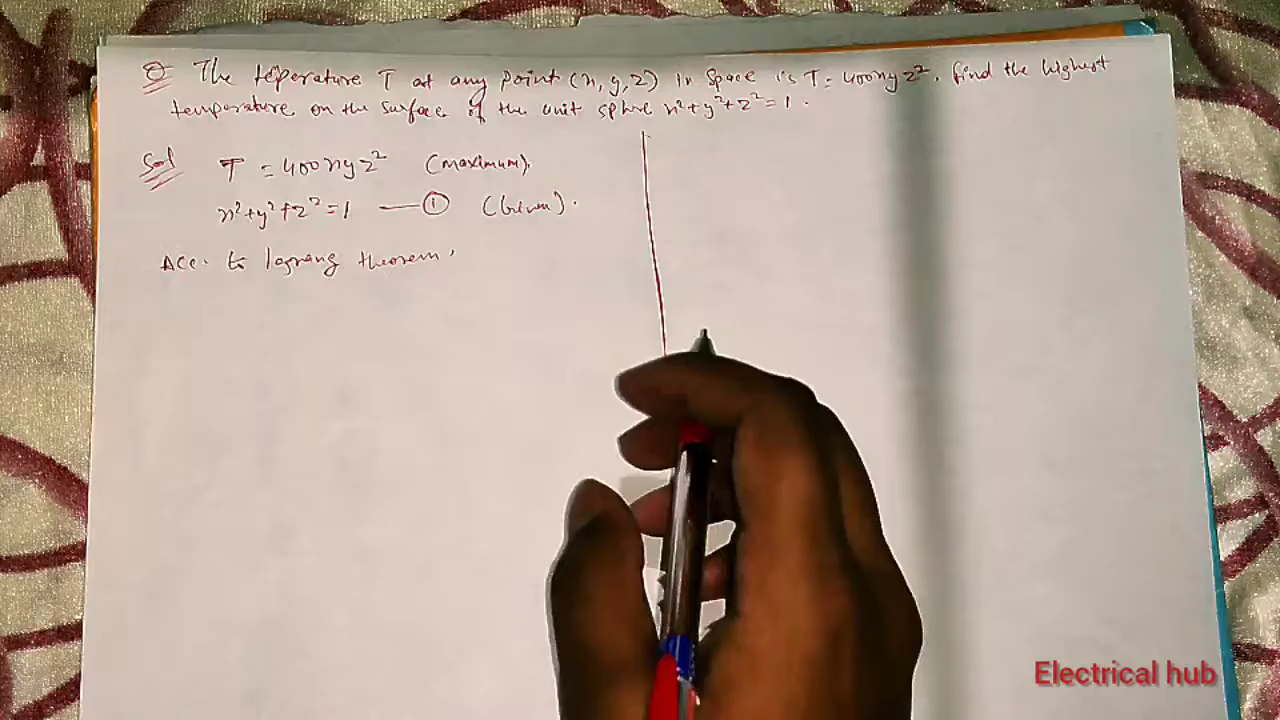 Q The teperature T at any point (x, y, z) in space is T = 400xyz². Find the highest
temperature on the surface of the unit sphere x²+y²+z²=1.
Sol T = 400xyz² (maximum).
x²+y²+z²=1 — ① (Given).
Acc. to lagrang theorem,
Electrical hub